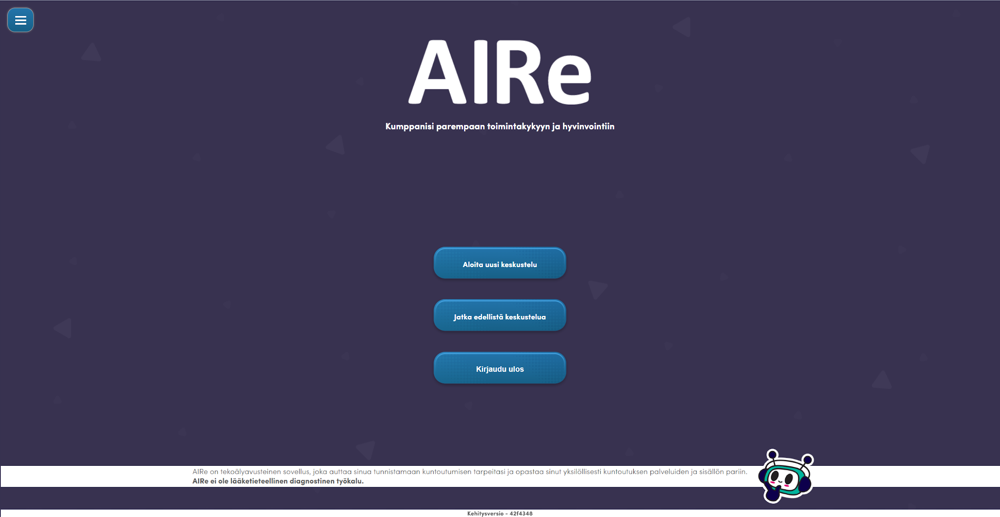 AIRe
Kumppanisi parempaan toimintakykyyn ja hyvinvointiin
Aloita uusi keskustelu
Jatka edellistä keskustelua
Kirjaudu ulos
AIRe on tekoälyavusteinen sovellus, joka auttaa sinua tunnistamaan kuntoutumisen tarpeitasi ja opastaa sinut yksilöllisesti kuntoutuksen palveluiden ja sisällön pariin.
AIRe ei ole lääketieteellinen diagnostinen työkalu.
Kehitysversio - 42f4348